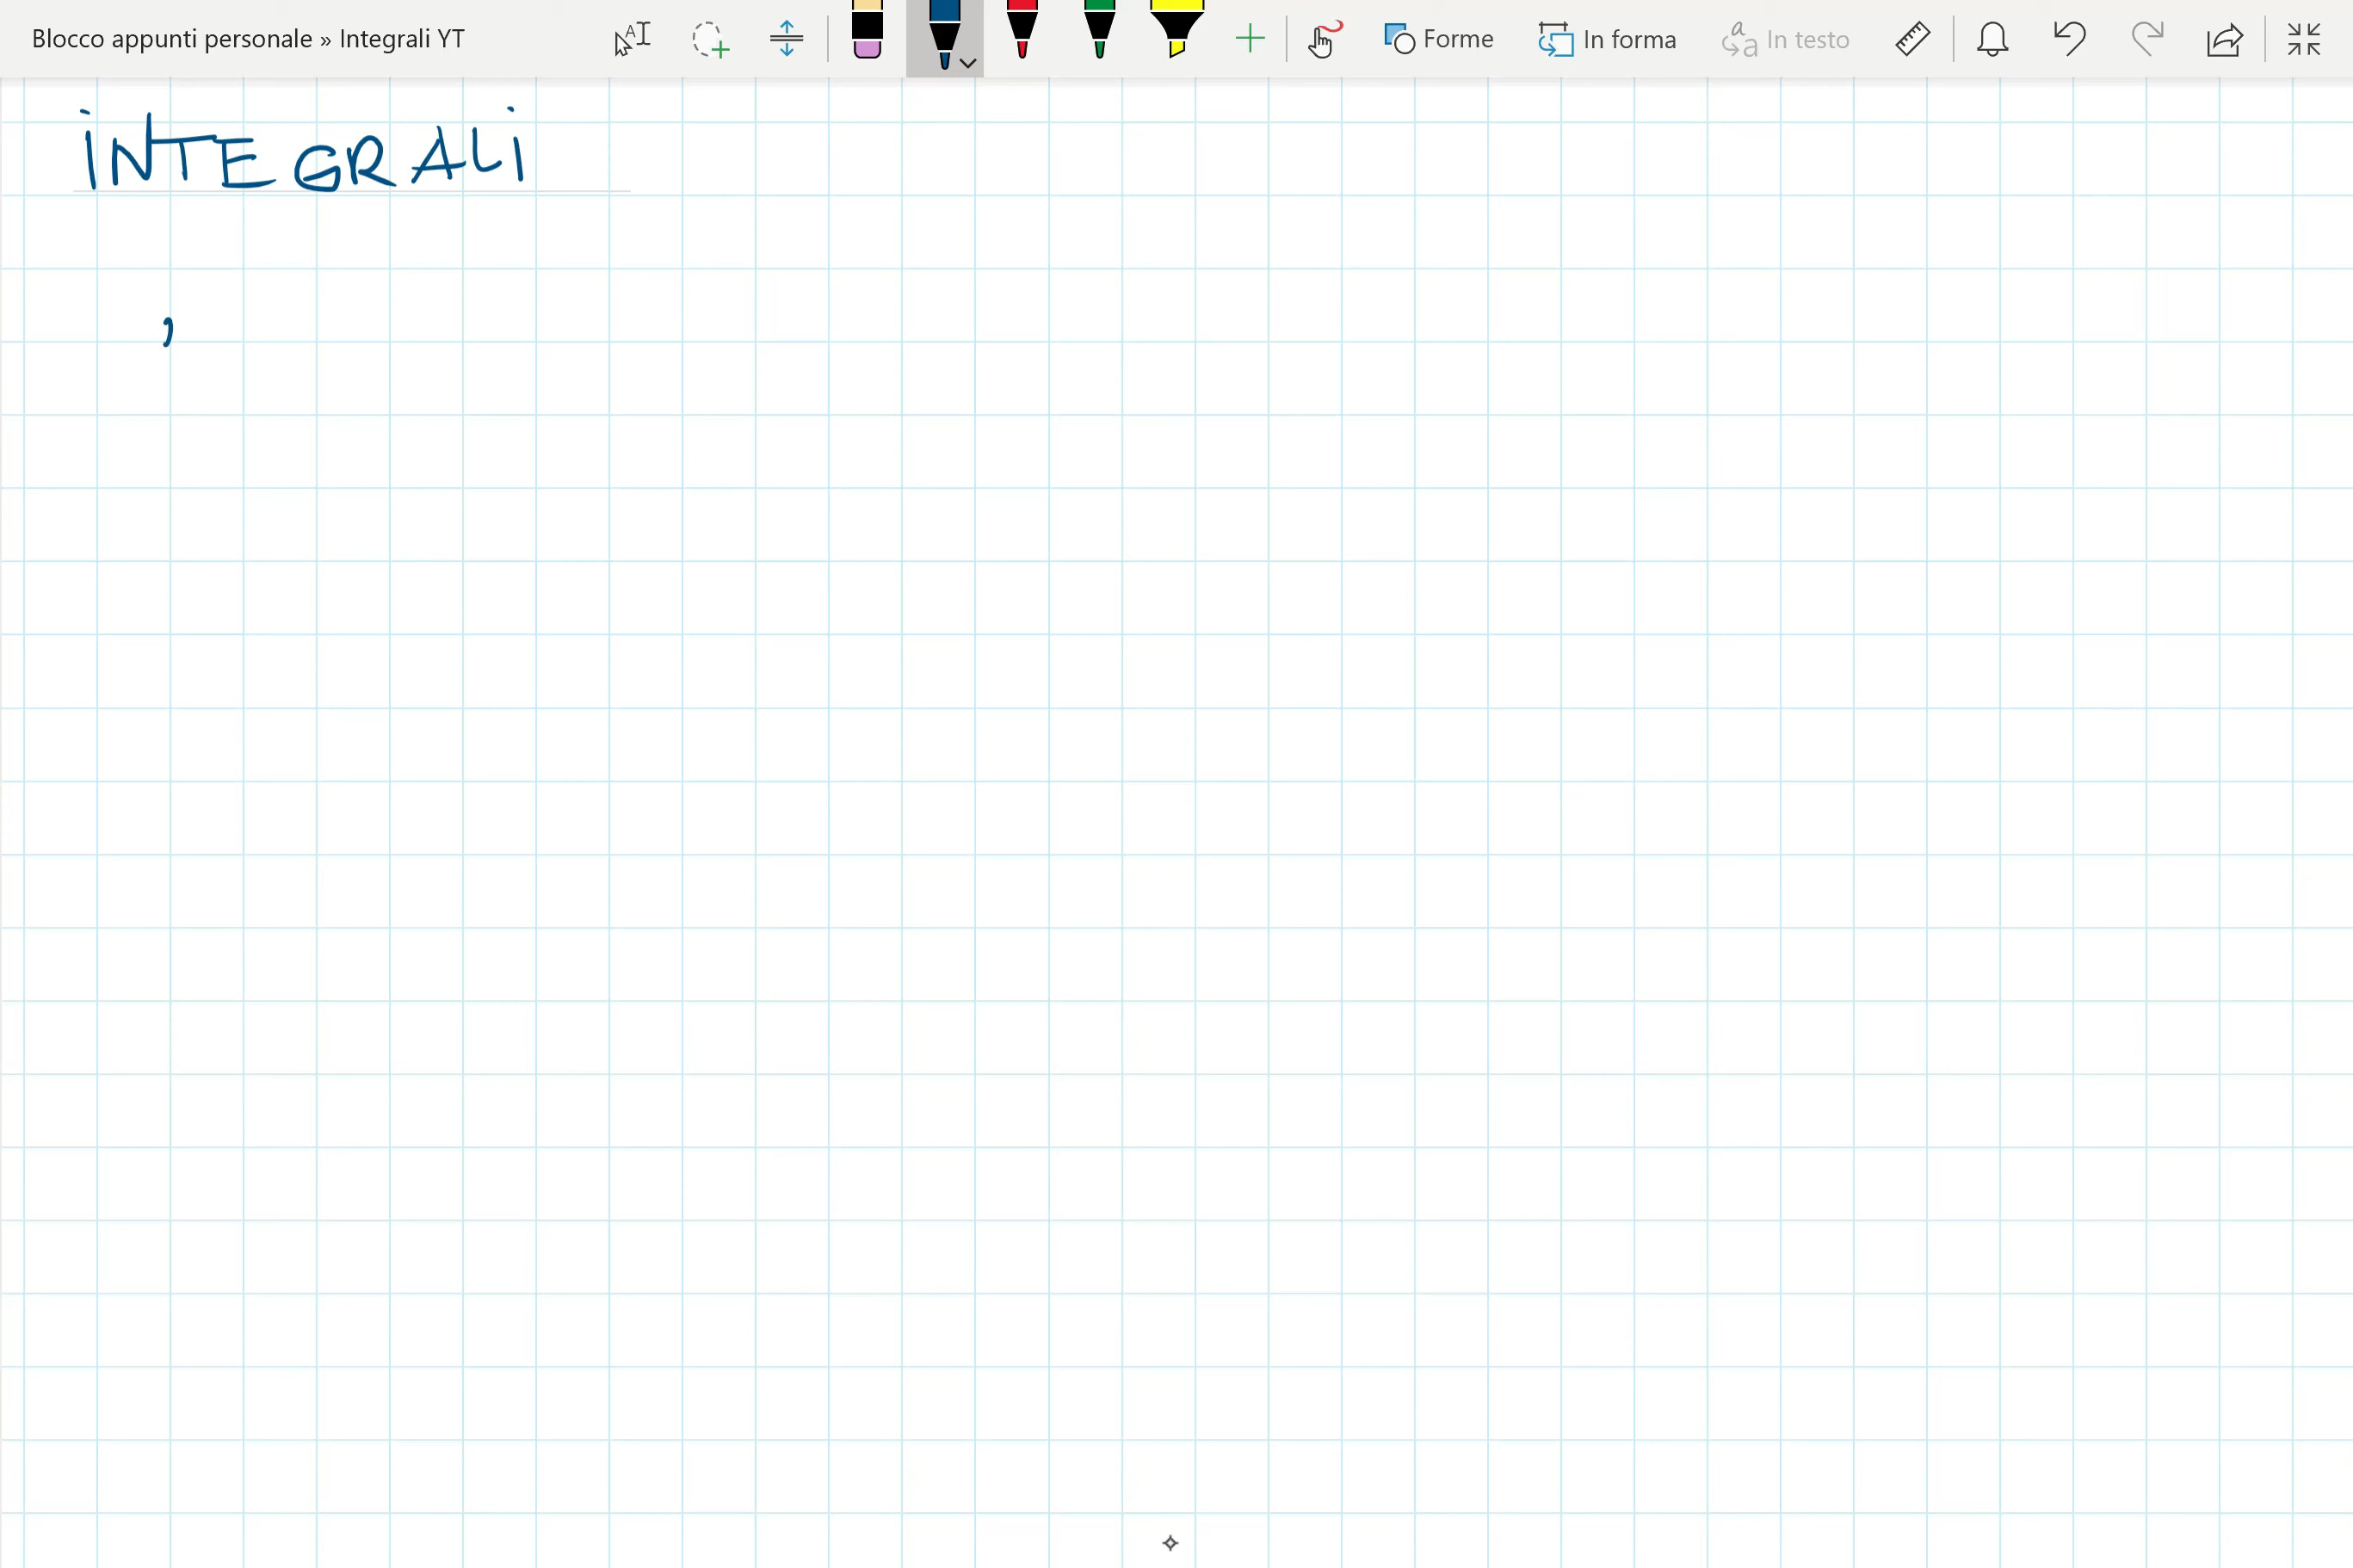 Blocco appunti personale » Integrali YT Forme In forma In testo
INTEGRALI
,